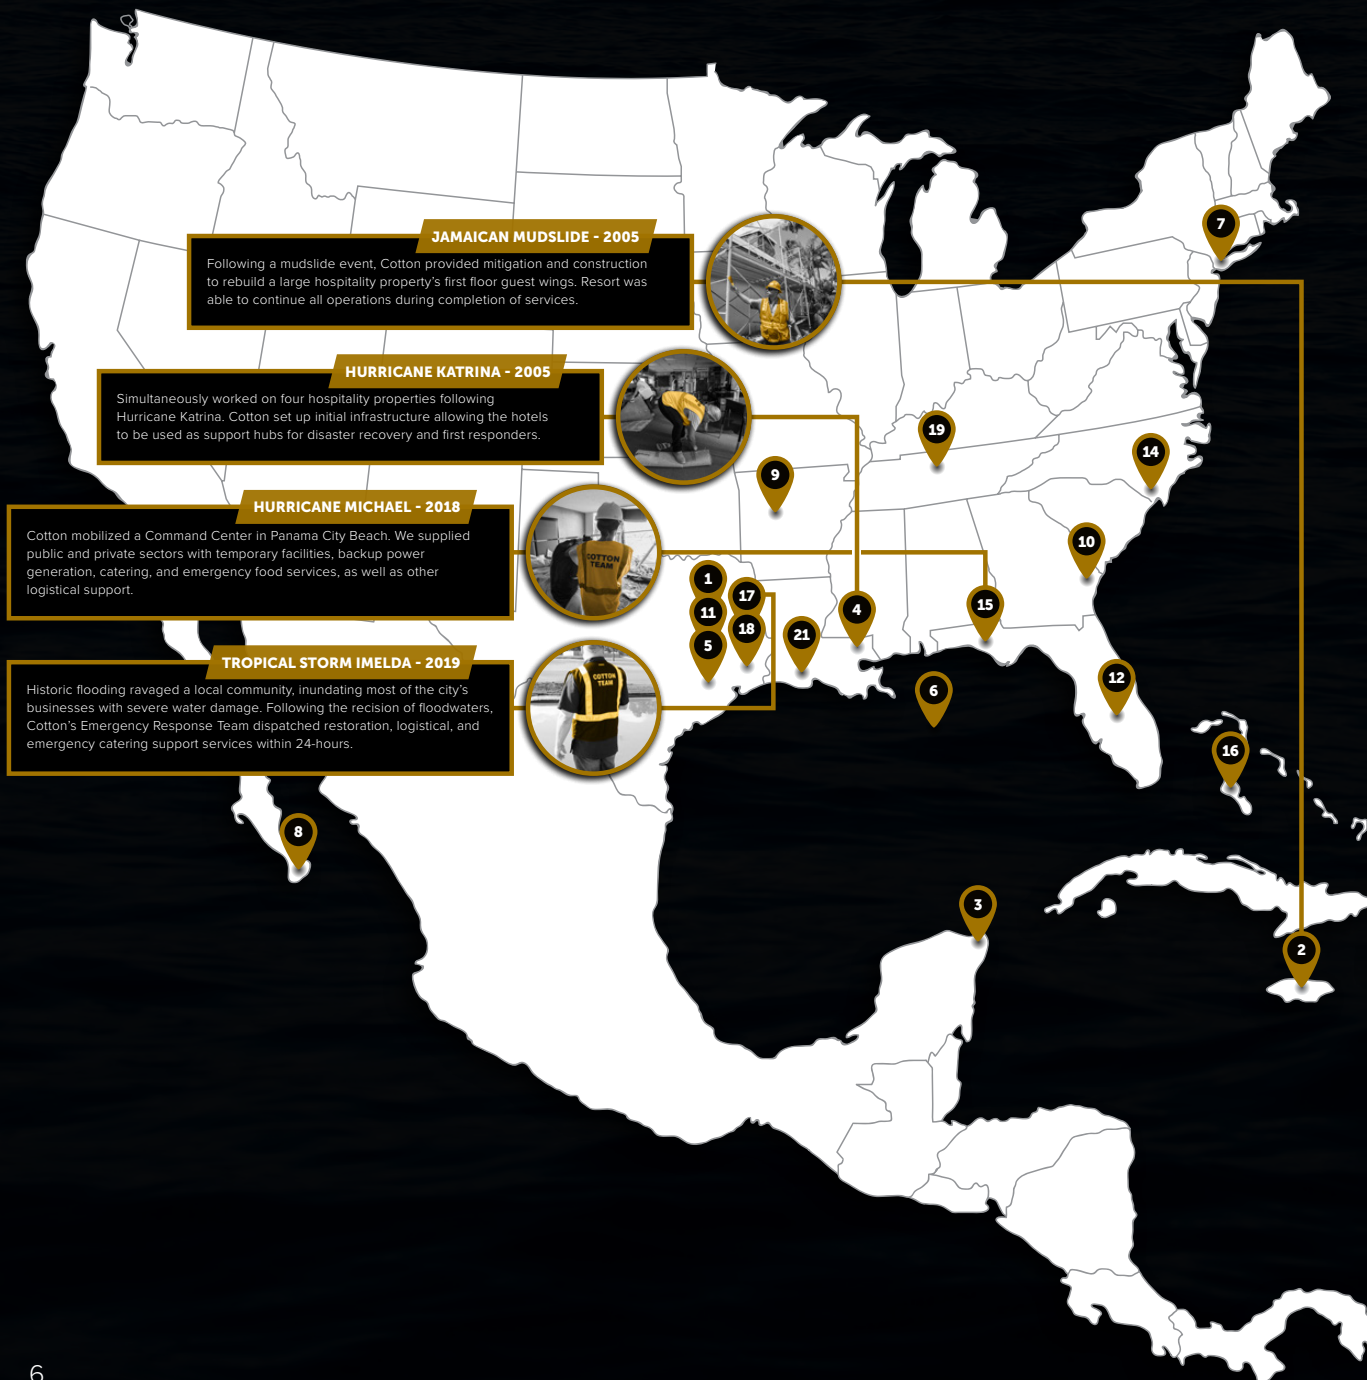 7
JAMAICAN MUDSLIDE - 2005
Following a mudslide event, Cotton provided mitigation and construction
to rebuild a large hospitality property's first floor guest wings. Resort was
able to continue all operations during completion of services.
HURRICANE KATRINA - 2005
Simultaneously worked on four hospitality properties following
Hurricane Katrina. Cotton set up initial infrastructure allowing the hotels
to be used as support hubs for disaster recovery and first responders.
19
14
9
HURRICANE MICHAEL - 2018
Cotton mobilized a Command Center in Panama City Beach. We supplied
public and private sectors with temporary facilities, backup power
generation, catering, and emergency food services, as well as other
logistical support.
COTTON
TEAM
10
1
17
11
18
5
21
4
15
TROPICAL STORM IMELDA - 2019
Historic flooding ravaged a local community, inundating most of the city's
businesses with severe water damage. Following the recision of floodwaters,
Cotton's Emergency Response Team dispatched restoration, logistical, and
emergency catering support services within 24-hours.
COTTON
TEAM
6
12
16
8
3
2
6